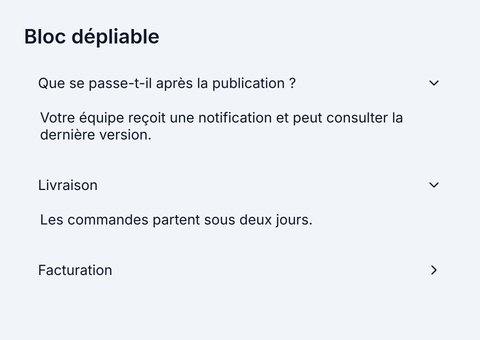 Bloc dépliable
Que se passe-t-il après la publication ?
Votre équipe reçoit une notification et peut consulter la
dernière version.
Livraison
Les commandes partent sous deux jours.
Facturation